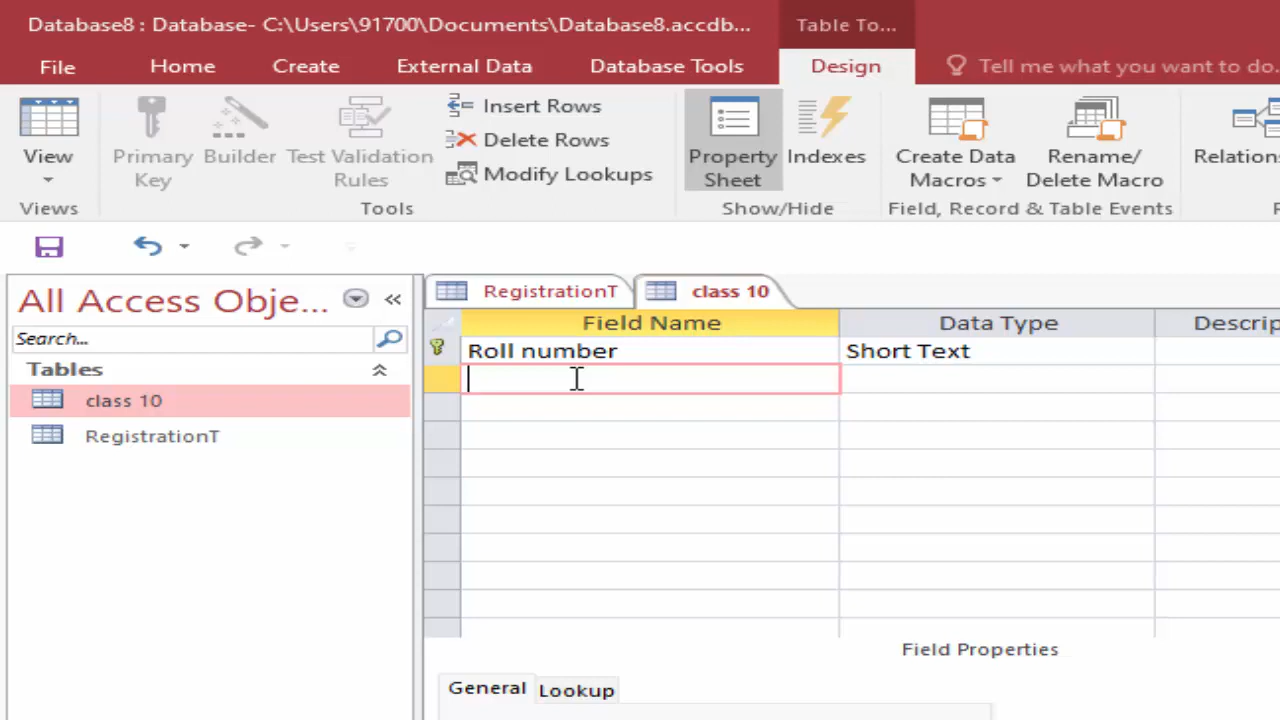 Database8 : Database- C:\Users\91700\Documents\Database8.accdb...
Table To...
File Home Create External Data Database Tools Design Tell me what you want to do.
View
Primary Key
Builder
Test Validation Rules
Insert Rows
Delete Rows
Modify Lookups
Property Sheet
Indexes
Create Data Macros
Rename/ Delete Macro
Relations
Views Tools Show/Hide Field, Record & Table Events
All Access Obje...
Search...
Tables
class 10
RegistrationT
RegistrationT class 10
Field Name Data Type Descrip
Roll number Short Text
Field Properties
General Lookup